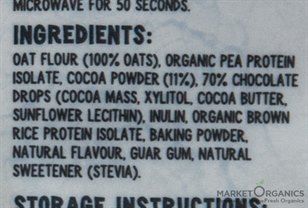 MICROWAVE FOR 50 SECONDS.
INGREDIENTS:
OAT FLOUR (100% OATS), ORGANIC PEA PROTEIN
ISOLATE, COCOA POWDER (11%), 70% CHOCOLATE
DROPS (COCOA MASS, XYLITOL, COCOA BUTTER,
SUNFLOWER LECITHIN), INULIN, ORGANIC BROWN
RICE PROTEIN ISOLATE, BAKING POWDER,
NATURAL FLAVOUR, GUAR GUM, NATURAL
SWEETENER (STEVIA).
MARKET ORGANICS
Fresh Organics
STORAGE INSTRUCTIONS